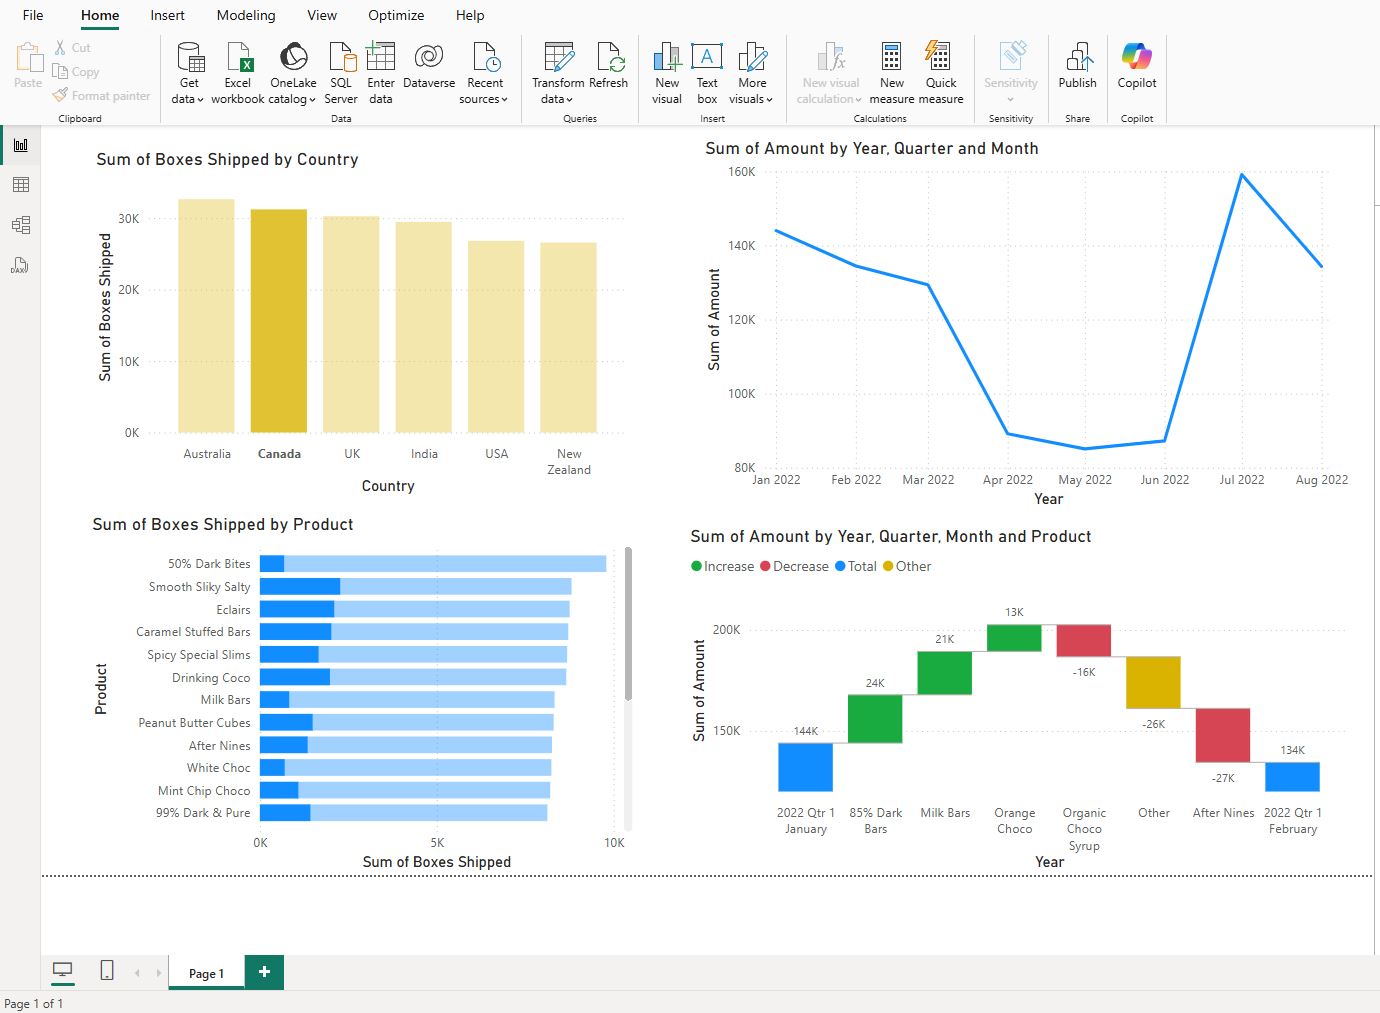 File Home Insert Modeling View Optimize Help
Paste
Cut
Copy
Format painter
Clipboard
Get data
Excel workbook
OneLake catalog
SQL Server
Enter data
Dataverse
Recent sources
Data
Transform data
Refresh
Queries
New visual
Text box
More visuals
Insert
New visual calculation
New measure
Quick measure
Calculations
Sensitivity
Sensitivity
Publish
Share
Copilot
Copilot
DAX
Sum of Boxes Shipped by Country
Sum of Boxes Shipped
30K
20K
10K
0K
Australia Canada UK India USA New Zealand
Country
Sum of Amount by Year, Quarter and Month
Sum of Amount
160K
140K
120K
100K
80K
Jan 2022 Feb 2022 Mar 2022 Apr 2022 May 2022 Jun 2022 Jul 2022 Aug 2022
Year
Sum of Boxes Shipped by Product
Product
50% Dark Bites
Smooth Sliky Salty
Eclairs
Caramel Stuffed Bars
Spicy Special Slims
Drinking Coco
Milk Bars
Peanut Butter Cubes
After Nines
White Choc
Mint Chip Choco
99% Dark & Pure
0K 5K 10K
Sum of Boxes Shipped
Sum of Amount by Year, Quarter, Month and Product
Increase Decrease Total Other
Sum of Amount
200K
150K
144K
24K
21K
13K
-16K
-26K
-27K
134K
2022 Qtr 1 January
85% Dark Bars
Milk Bars
Orange Choco
Organic Choco Syrup
Other
After Nines
2022 Qtr 1 February
Year
Page 1
+
Page 1 of 1